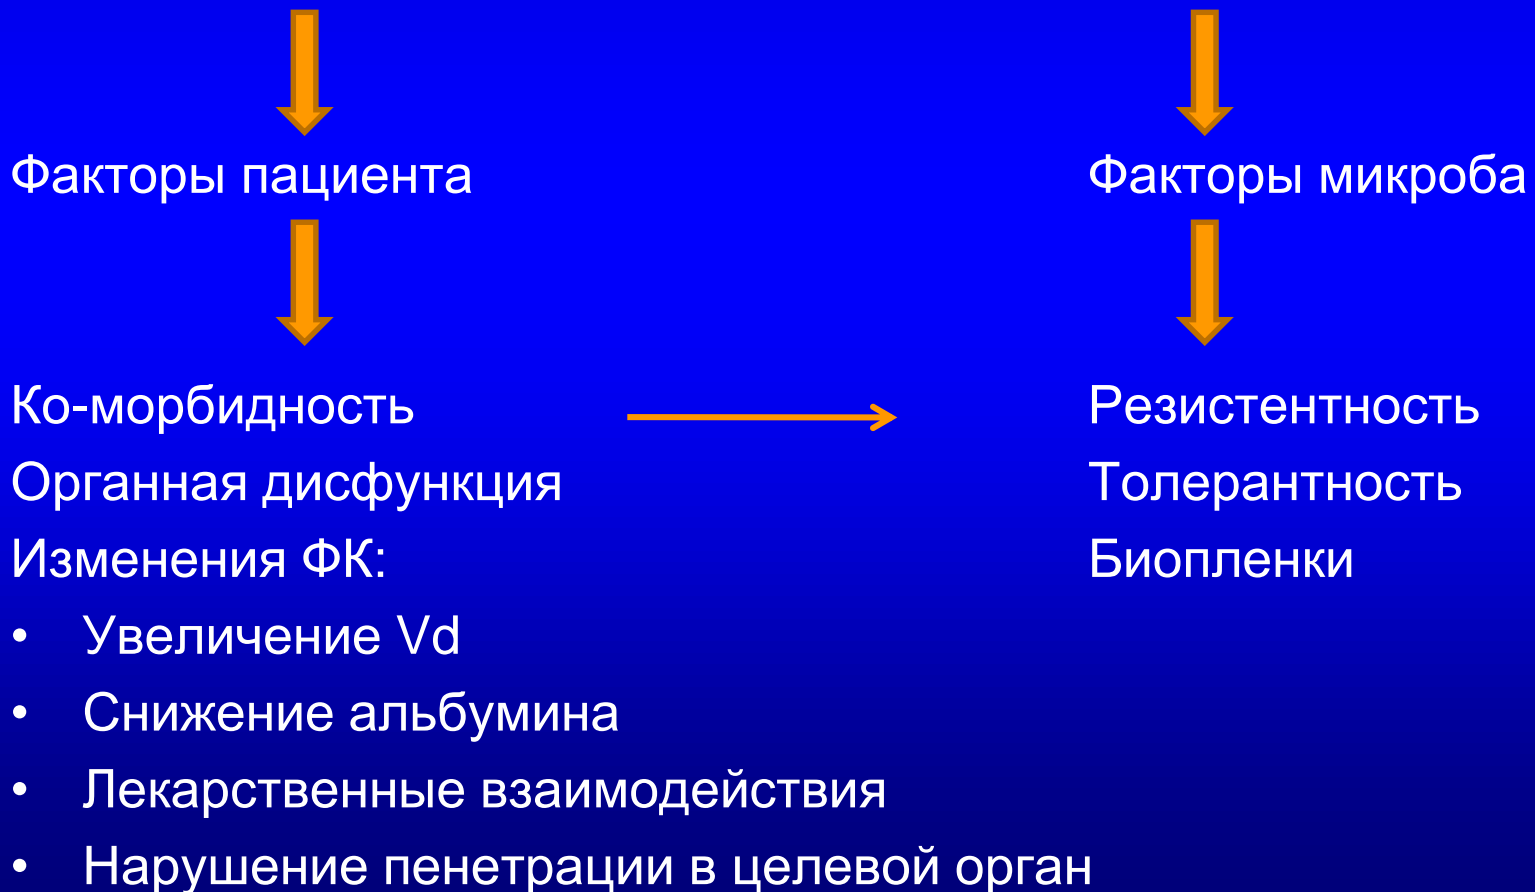 Факторы пациента
Факторы микроба
Ко-морбидность
Резистентность
Органная дисфункция
Толерантность
Изменения ФК:
Биопленки
• Увеличение Vd
• Снижение альбумина
• Лекарственные взаимодействия
• Нарушение пенетрации в целевой орган